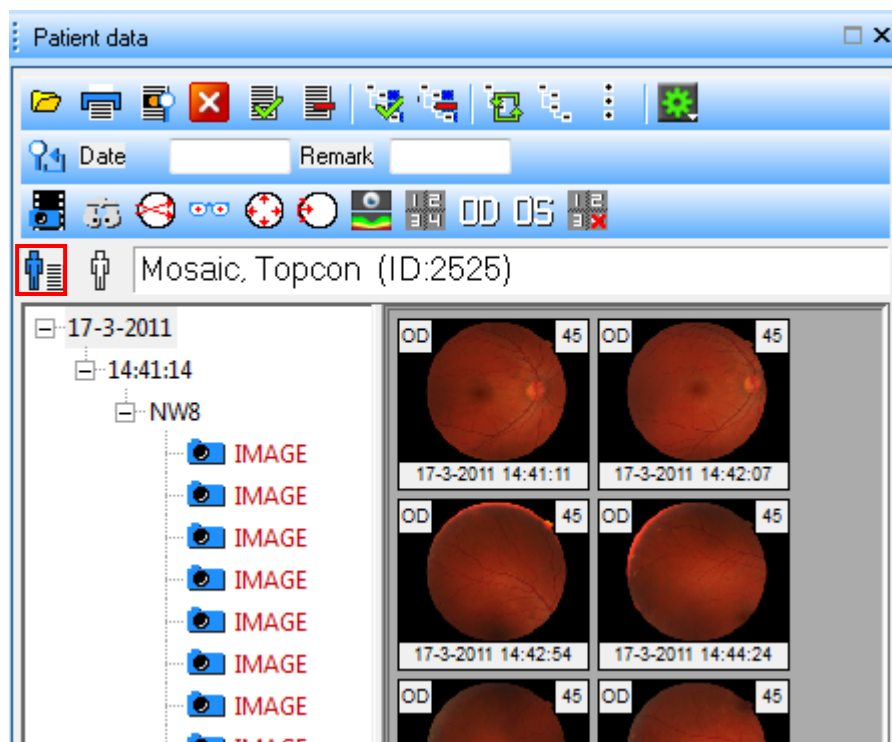 Patient data
Date Remark
OD OS
Mosaic, Topcon (ID:2525)
17-3-2011
14:41:14
NW8
IMAGE
IMAGE
IMAGE
IMAGE
IMAGE
IMAGE
IMAGE
OD 45 OD 45
17-3-2011 14:41:11 17-3-2011 14:42:07
OD 45 OD 45
17-3-2011 14:42:54 17-3-2011 14:44:24
OD 45 OD 45